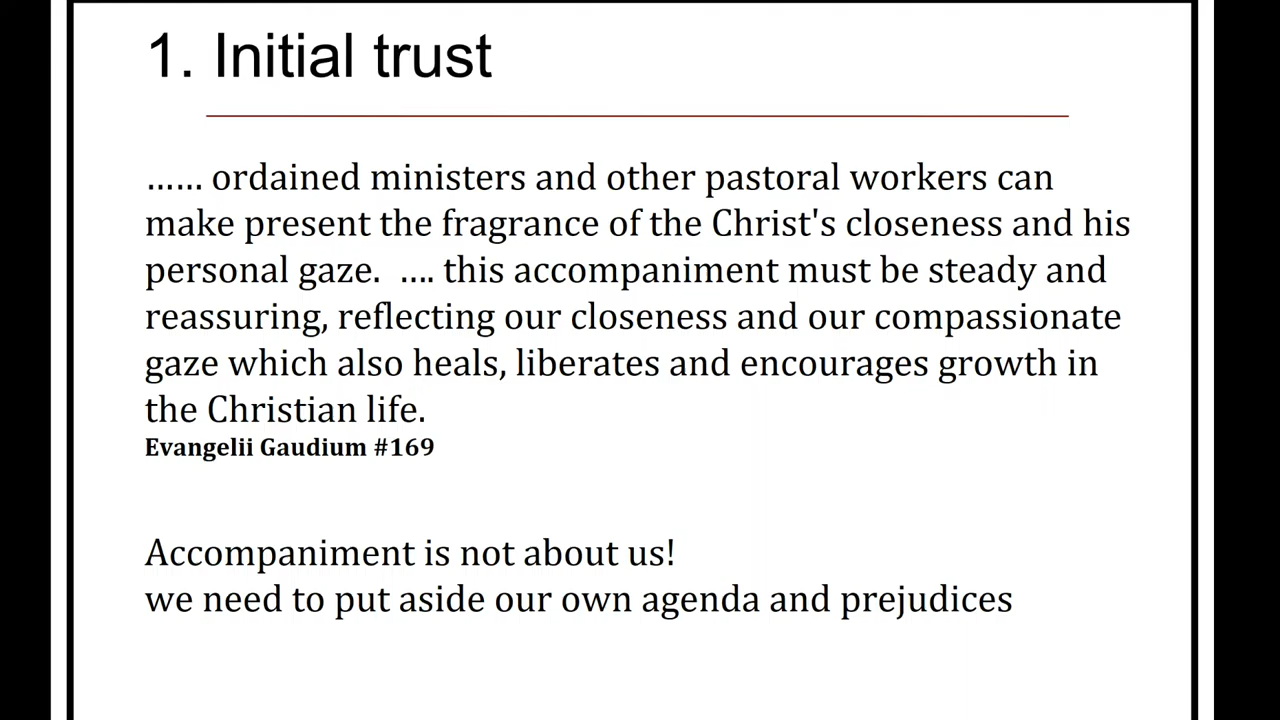 1. Initial trust
...... ordained ministers and other pastoral workers can
make present the fragrance of the Christ's closeness and his
personal gaze.  .... this accompaniment must be steady and
reassuring, reflecting our closeness and our compassionate
gaze which also heals, liberates and encourages growth in
the Christian life.
Evangelii Gaudium #169
Accompaniment is not about us!
we need to put aside our own agenda and prejudices